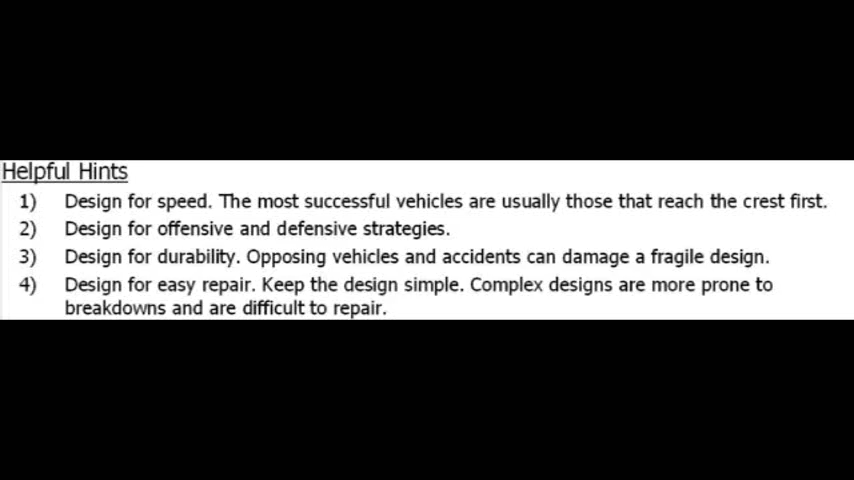 Helpful Hints
1) Design for speed. The most successful vehicles are usually those that reach the crest first.
2) Design for offensive and defensive strategies.
3) Design for durability. Opposing vehicles and accidents can damage a fragile design.
4) Design for easy repair. Keep the design simple. Complex designs are more prone to
breakdowns and are difficult to repair.